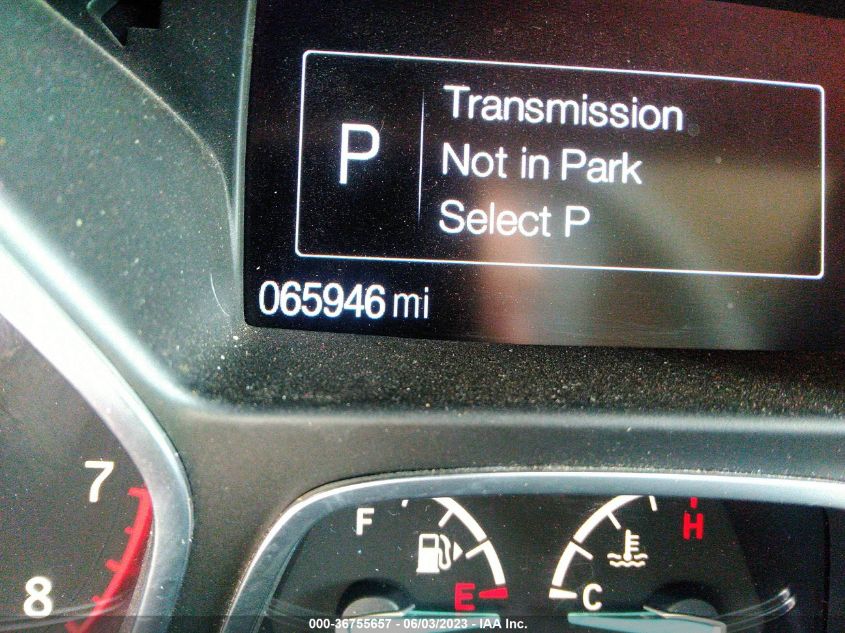 Transmission
P
Not in Park
Select P
065946 mi
7
8
F
E
H
C
000-36755657 - 06/03/2023 - IAA Inc.